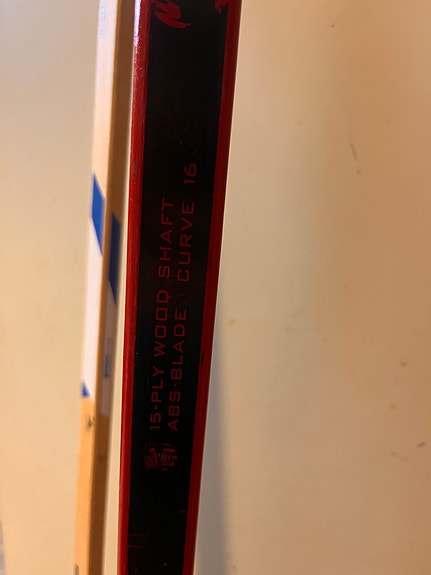 15-PLY WOOD SHAFT
ABS·BLADE · CURVE 16